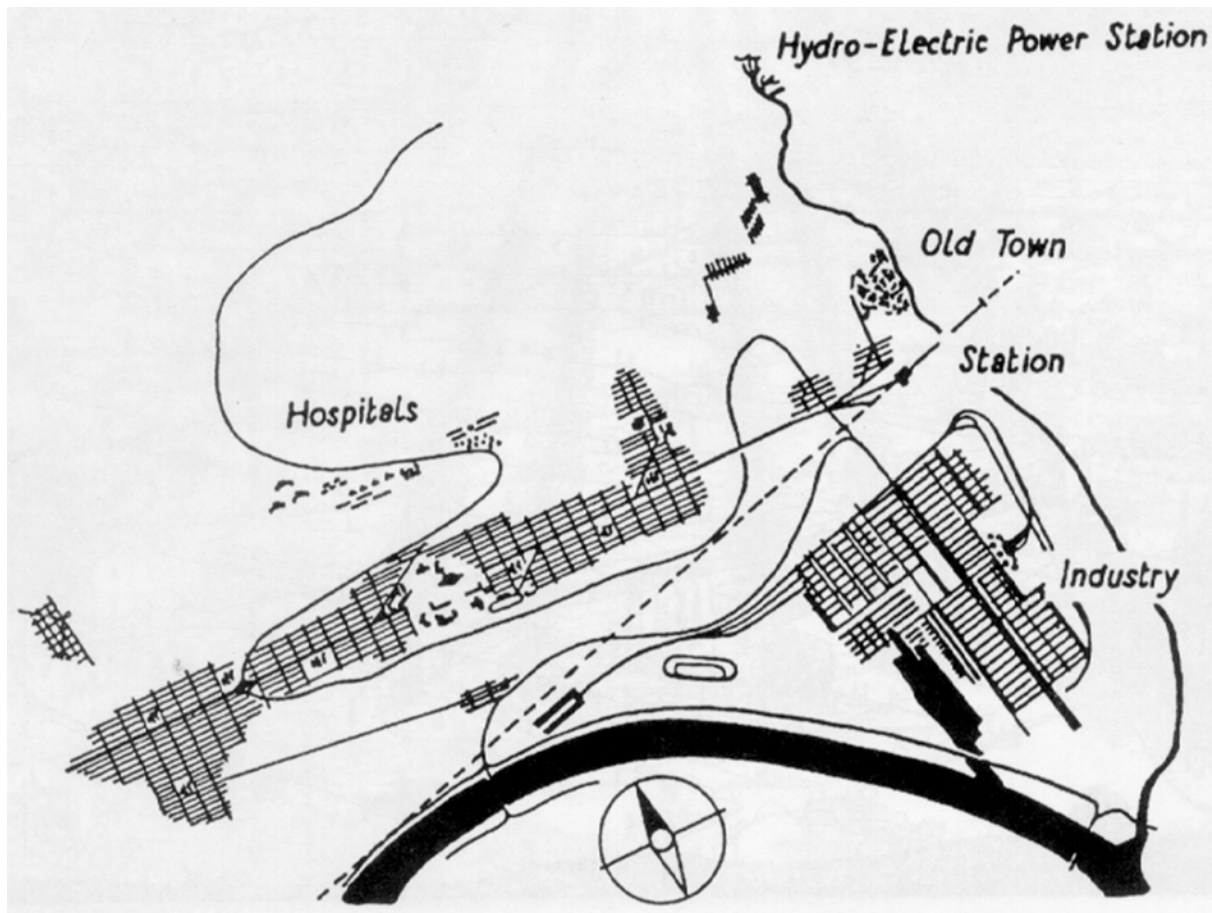 Hydro-Electric Power Station
Old Town
Station
Hospitals
Industry